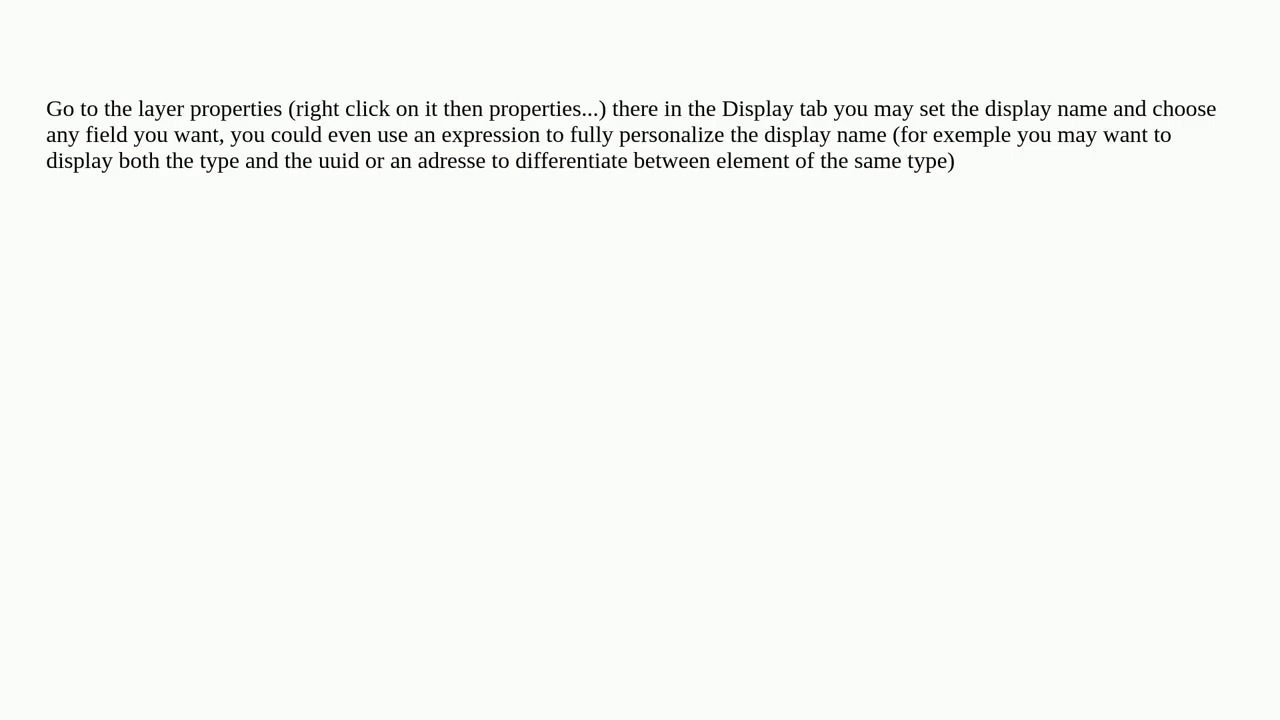 Go to the layer properties (right click on it then properties...) there in the Display tab you may set the display name and choose
any field you want, you could even use an expression to fully personalize the display name (for exemple you may want to
display both the type and the uuid or an adresse to differentiate between element of the same type)